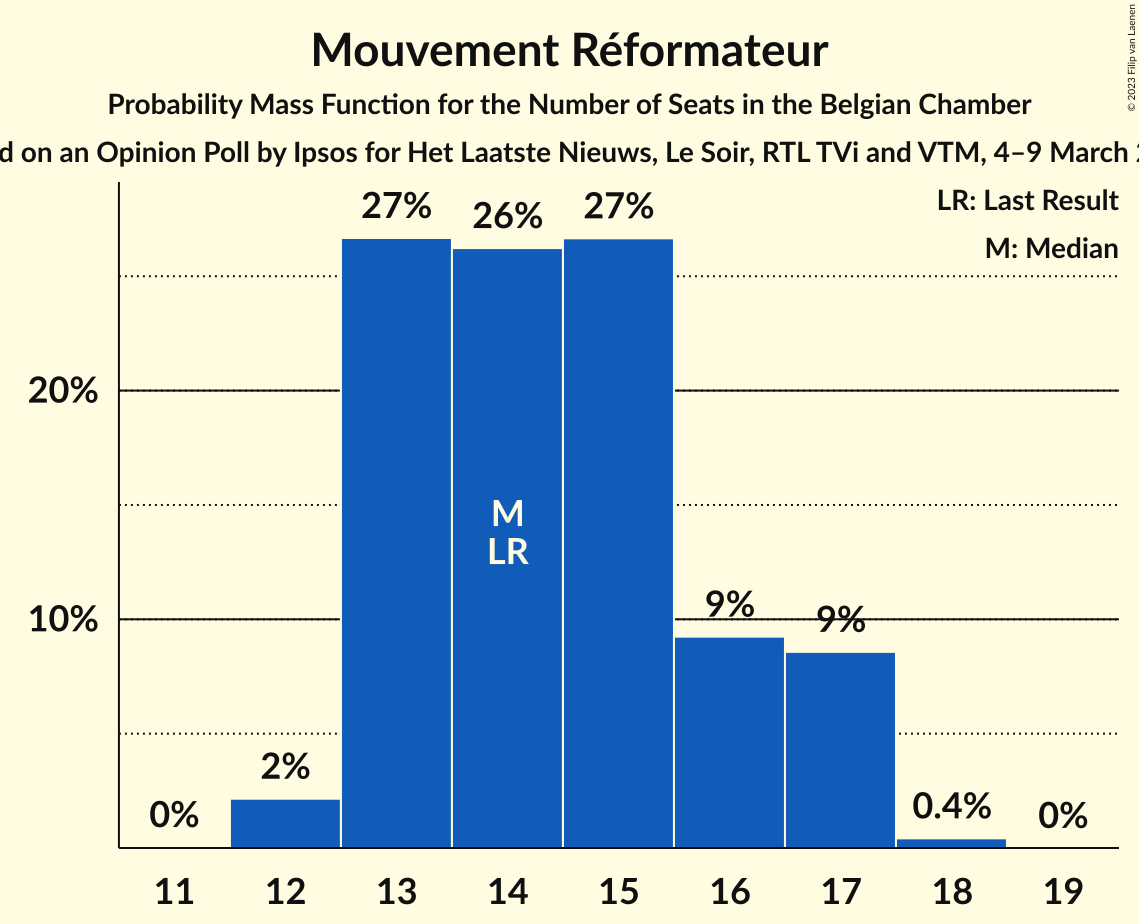 Mouvement Réformateur
Probability Mass Function for the Number of Seats in the Belgian Chamber
on an Opinion Poll by Ipsos for Het Laatste Nieuws, Le Soir, RTL TVi and VTM, 4–9 March
© 2023 Filip van Laenen
LR: Last Result
M: Median
27%
26%
27%
20%
M
LR
10%
9%
9%
2%
0%
0.4%
0%
11 12 13 14 15 16 17 18 19